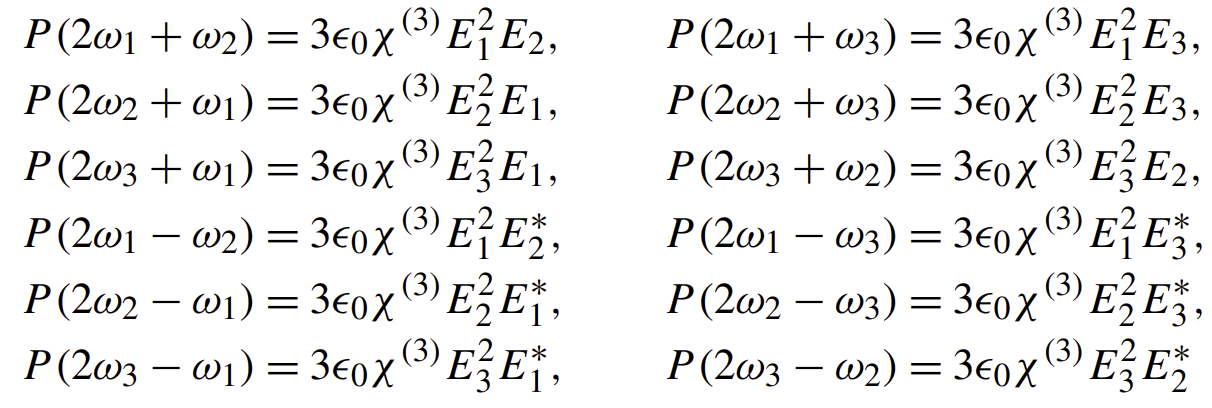 P(2ω₁ + ω₂) = 3ϵ₀χ⁽³⁾E₁²E₂,    P(2ω₁ + ω₃) = 3ϵ₀χ⁽³⁾E₁²E₃,
P(2ω₂ + ω₁) = 3ϵ₀χ⁽³⁾E₂²E₁,    P(2ω₂ + ω₃) = 3ϵ₀χ⁽³⁾E₂²E₃,
P(2ω₃ + ω₁) = 3ϵ₀χ⁽³⁾E₃²E₁,    P(2ω₃ + ω₂) = 3ϵ₀χ⁽³⁾E₃²E₂,
P(2ω₁ − ω₂) = 3ϵ₀χ⁽³⁾E₁²E₂*,    P(2ω₁ − ω₃) = 3ϵ₀χ⁽³⁾E₁²E₃*,
P(2ω₂ − ω₁) = 3ϵ₀χ⁽³⁾E₂²E₁*,    P(2ω₂ − ω₃) = 3ϵ₀χ⁽³⁾E₂²E₃*,
P(2ω₃ − ω₁) = 3ϵ₀χ⁽³⁾E₃²E₁*,    P(2ω₃ − ω₂) = 3ϵ₀χ⁽³⁾E₃²E₂*